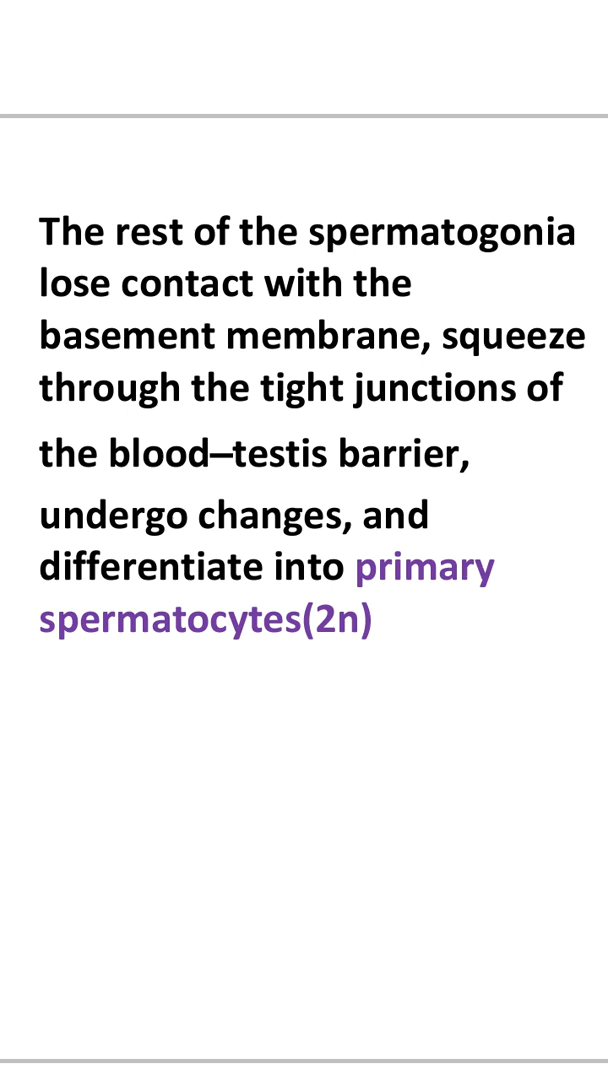 The rest of the spermatogonia
lose contact with the
basement membrane, squeeze
through the tight junctions of
the blood–testis barrier,
undergo changes, and
differentiate into primary
spermatocytes(2n)